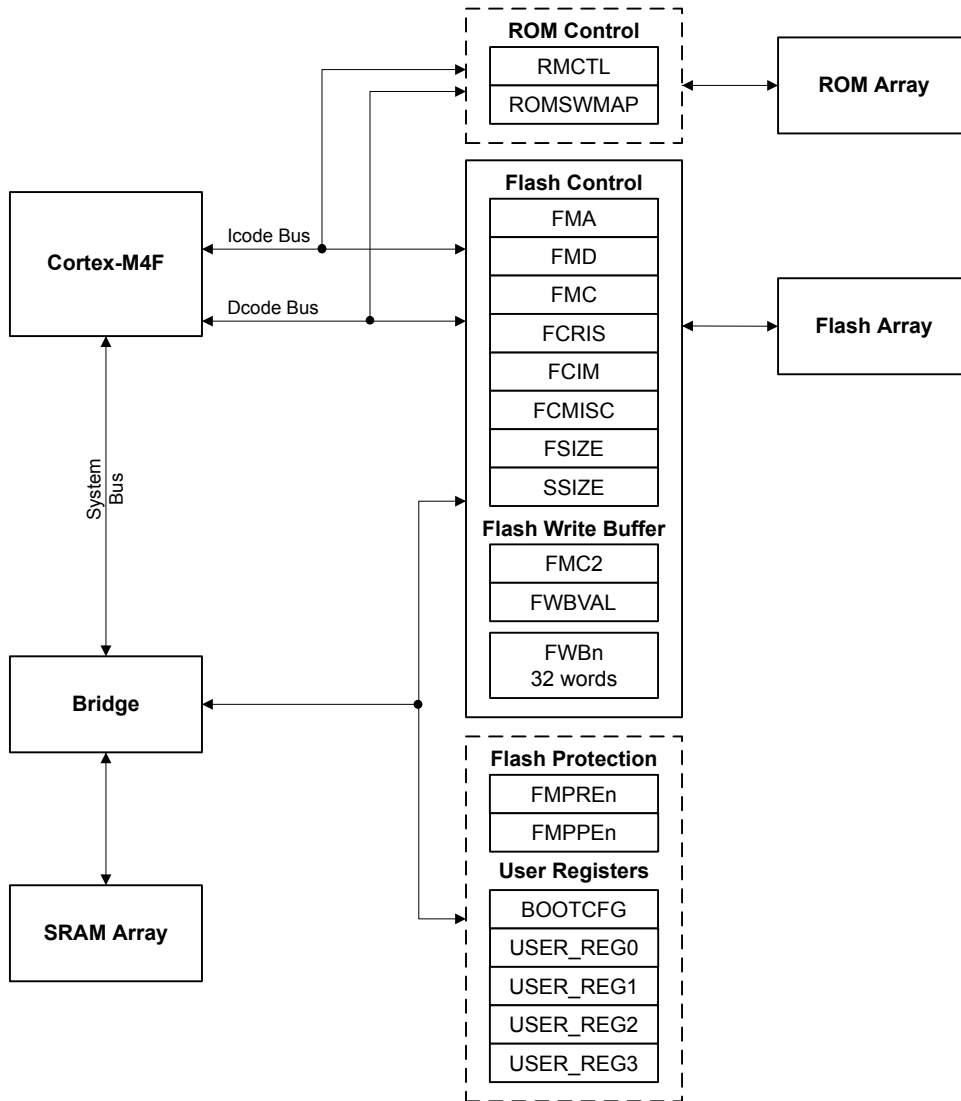 ROM Control
RMCTL
ROMSWMAP
ROM Array
Flash Control
FMA
FMD
FMC
FCRIS
FCIM
FCMISC
FSIZE
SSIZE
Flash Write Buffer
FMC2
FWBVAL
FWBn
32 words
Cortex-M4F
Icode Bus
Dcode Bus
Flash Array
System
Bus
Bridge
SRAM Array
Flash Protection
FMPREn
FMPPEn
User Registers
BOOTCFG
USER_REG0
USER_REG1
USER_REG2
USER_REG3